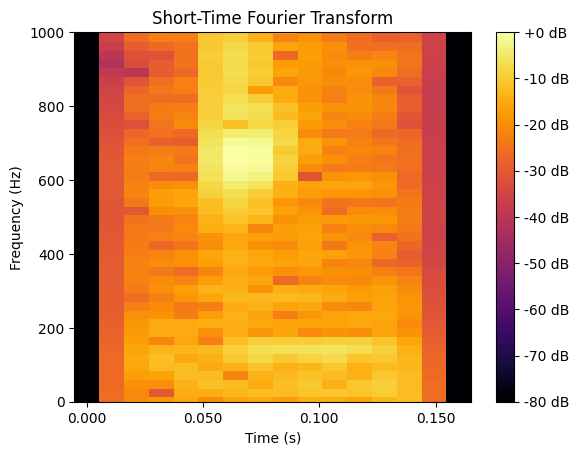 Short-Time Fourier Transform
1000
800
600
400
200
0
Frequency (Hz)
0.000
0.050
0.100
0.150
Time (s)
+0 dB
-10 dB
-20 dB
-30 dB
-40 dB
-50 dB
-60 dB
-70 dB
-80 dB